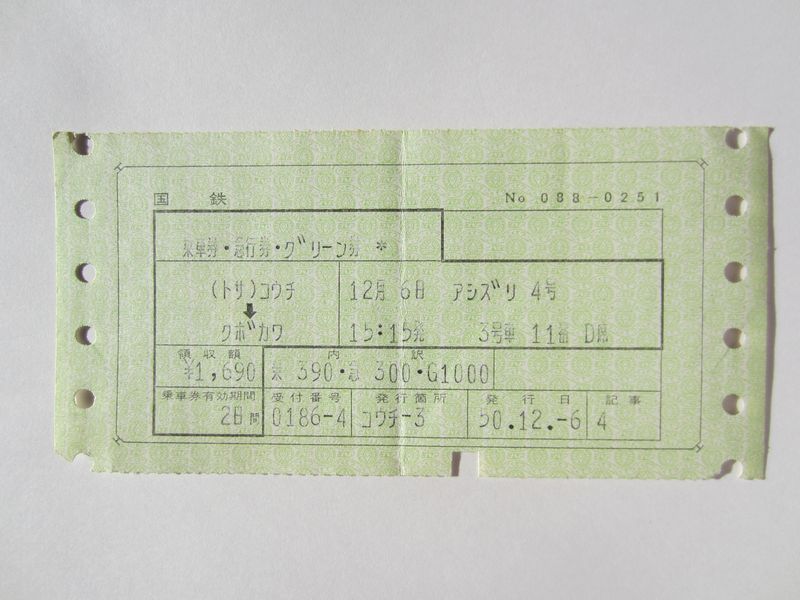 国鉄 No 088-0251
乗車券・急行券・グリーン券 *
(トサ)コウチ 12月 6日 アシズリ 4号
⬇
クボカワ 15:15発 3号車 11番 D席
領収額 内訳
¥1,690 乗 390・急 300・G1000
乗車券有効期間 受付番号 発行箇所 発行日 記事
2日間 0186-4 コウチ-3 50.12.-6 4